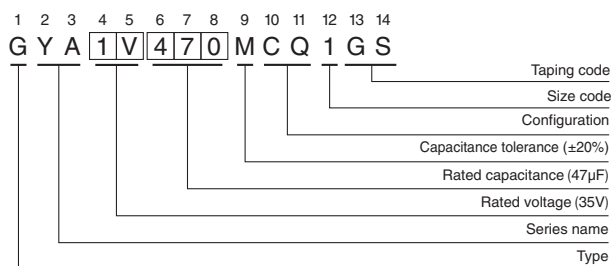 1 2 3 4 5 6 7 8 9 10 11 12 13 14
G Y A 1 V 4 7 0 M C Q 1 G S
Taping code
Size code
Configuration
Capacitance tolerance (±20%)
Rated capacitance (47μF)
Rated voltage (35V)
Series name
Type